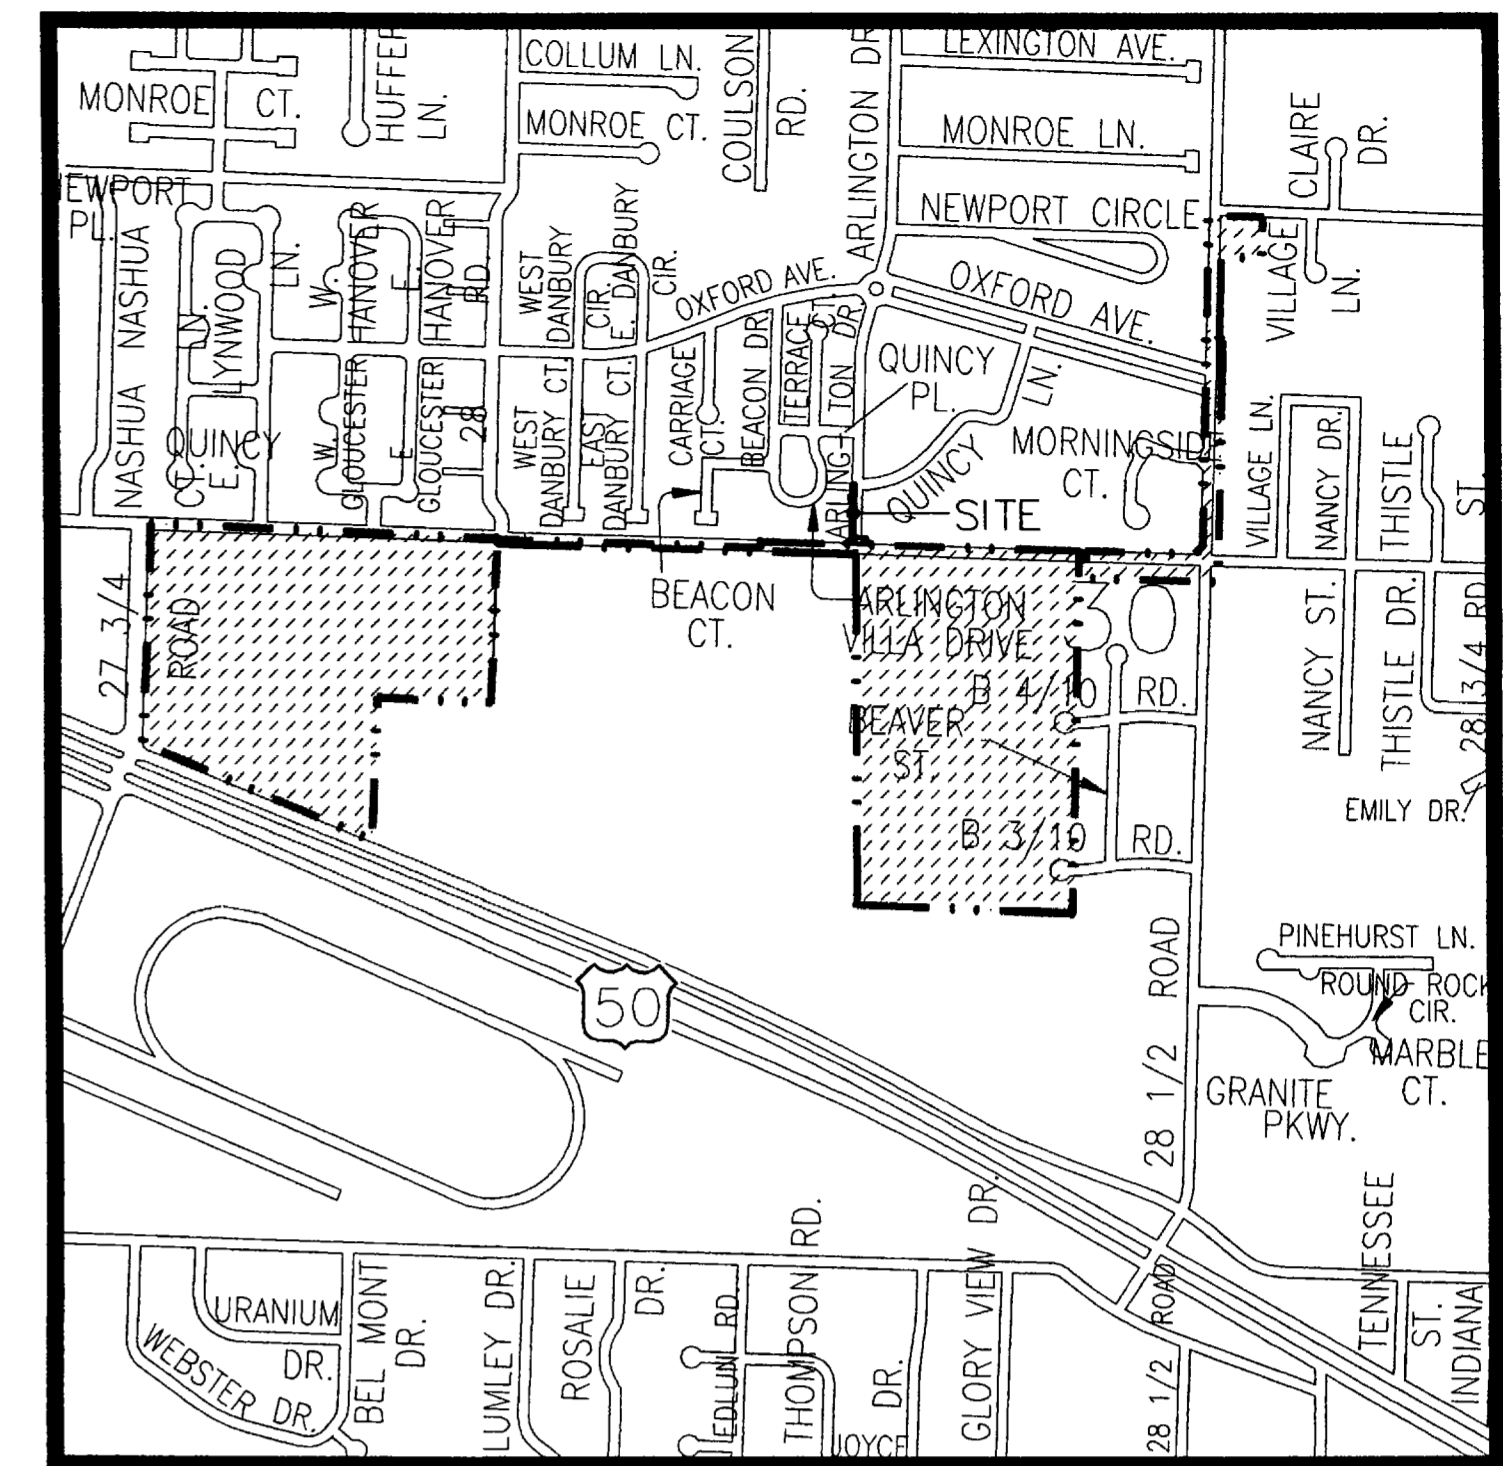 COLLUM LN.
LEXINGTON AVE.
MONROE CT.
HUFFER
LN.
MONROE CT.
COULSON
RD.
ARLINGTON DR
MONROE LN.
CLAIRE
DR.
EWPORT
PL.
NEWPORT CIRCLE
NASHUA
NASHUA
LN.
LYNWOOD
LN.
W.
HANOVER
E.
HANOVER
RD.
WEST
DANBURY
CIR.
E. DANBURY
CIR.
OXFORD AVE.
OXFORD AVE.
VILLAGE
LN.
QUINCY
PL.
NASHUA
CT.
QUINCY
E.
W.
GLOUCESTER
E.
GLOUCESTER
28
WEST
DANBURY CT.
EAST
DANBURY CT.
CARRIAGE
CT.
BEACON DR.
TERRACE
CT.
ARLINGTON DR.
QUINCY
LN.
MORNINGSIDE
CT.
VILLAGE LN.
NANCY DR.
THISTLE
ST.
SITE
27 3/4
ROAD
BEACON
CT.
ARLINGTON
VILLA DRIVE
30
B 4/10 RD.
BEAVER
ST.
B 3/10 RD.
NANCY ST.
THISTLE DR.
28 3/4 RD
EMILY DR.
PINEHURST LN.
ROUND ROCK
CIR.
MARBLE
CT.
GRANITE
PKWY.
28 1/2 ROAD
50
URANIUM
DR.
WEBSTER DR.
BEL MONT
DR.
LUMLEY DR.
ROSALIE
DR.
EDLUN RD.
THOMPSON RD.
JOYCE
DR.
GLORY VIEW DR.
28 1/2 ROAD
TENNESSEE
ST.
INDIANA